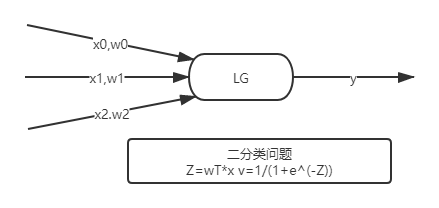 x0,w0
x1,w1
LG
y
x2.w2
二分类问题
Z=wT*x v=1/(1+e^(-Z))